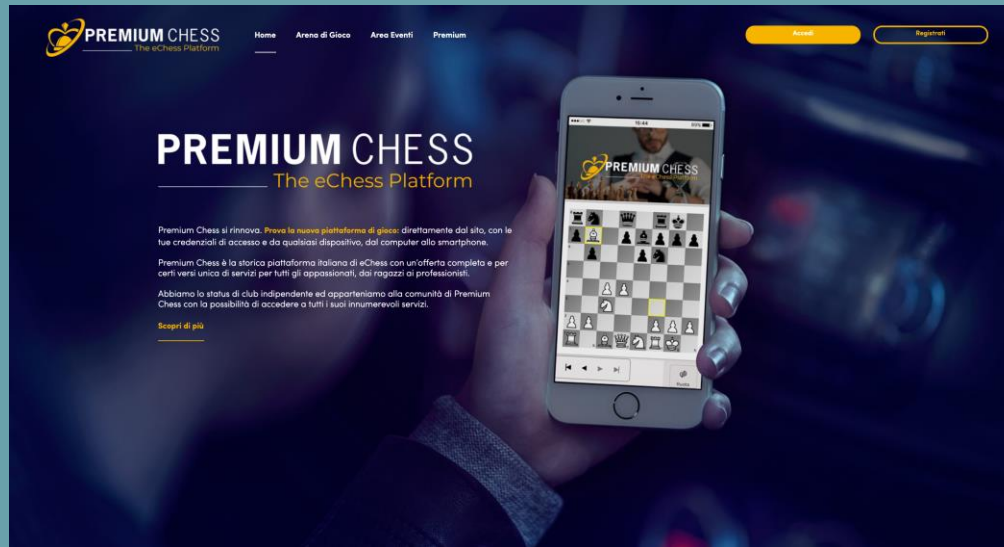 PREMIUM CHESS
The eChess Platform
Home Arena di Gioco Area Eventi Premium
Accedi Registrati
PREMIUM CHESS
The eChess Platform
Premium Chess si rinnova. Prova la nuova piattaforma di gioco: direttamente dal sito, con le
tue credenziali di accesso e da qualsiasi dispositivo, dal computer allo smartphone.
Premium Chess è la storica piattaforma italiana di eChess con un'offerta completa e per
certi versi unica di servizi per tutti gli appassionati, dai ragazzi ai professionisti.
Abbiamo lo status di club indipendente ed apparteniamo alla comunità di Premium
Chess con la possibilità di accedere a tutti i suoi innumerevoli servizi.
Scopri di più
PREMIUM CHESS
The eChess Platform